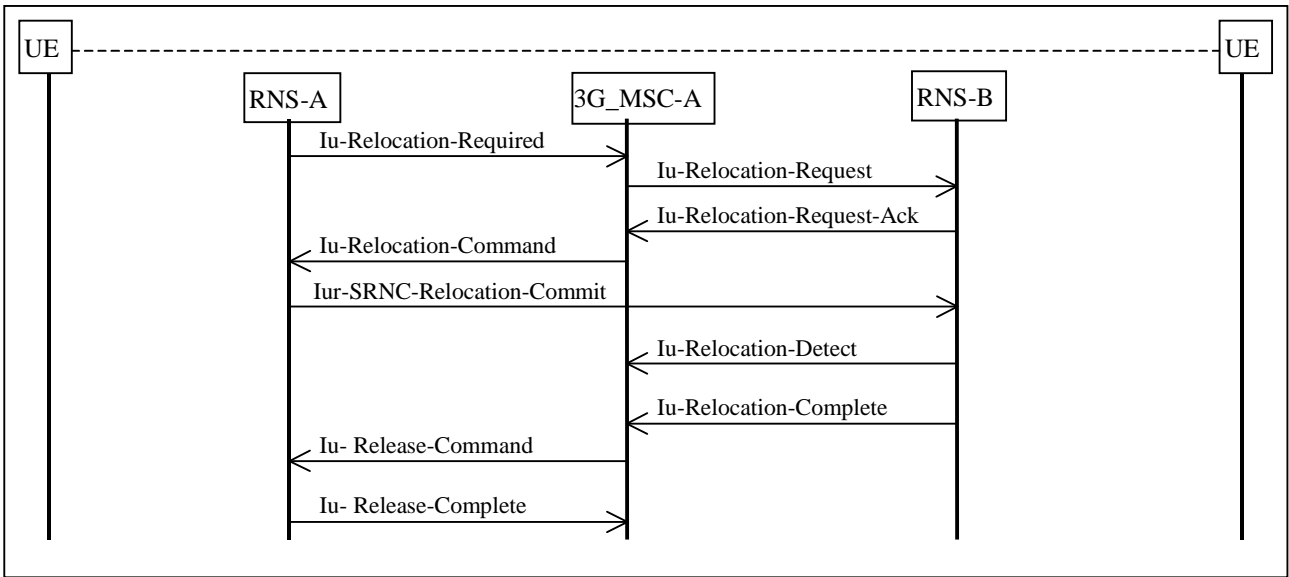 UE
UE
RNS-A
3G_MSC-A
RNS-B
Iu-Relocation-Required
Iu-Relocation-Request
Iu-Relocation-Request-Ack
Iu-Relocation-Command
Iur-SRNC-Relocation-Commit
Iu-Relocation-Detect
Iu-Relocation-Complete
Iu- Release-Command
Iu- Release-Complete